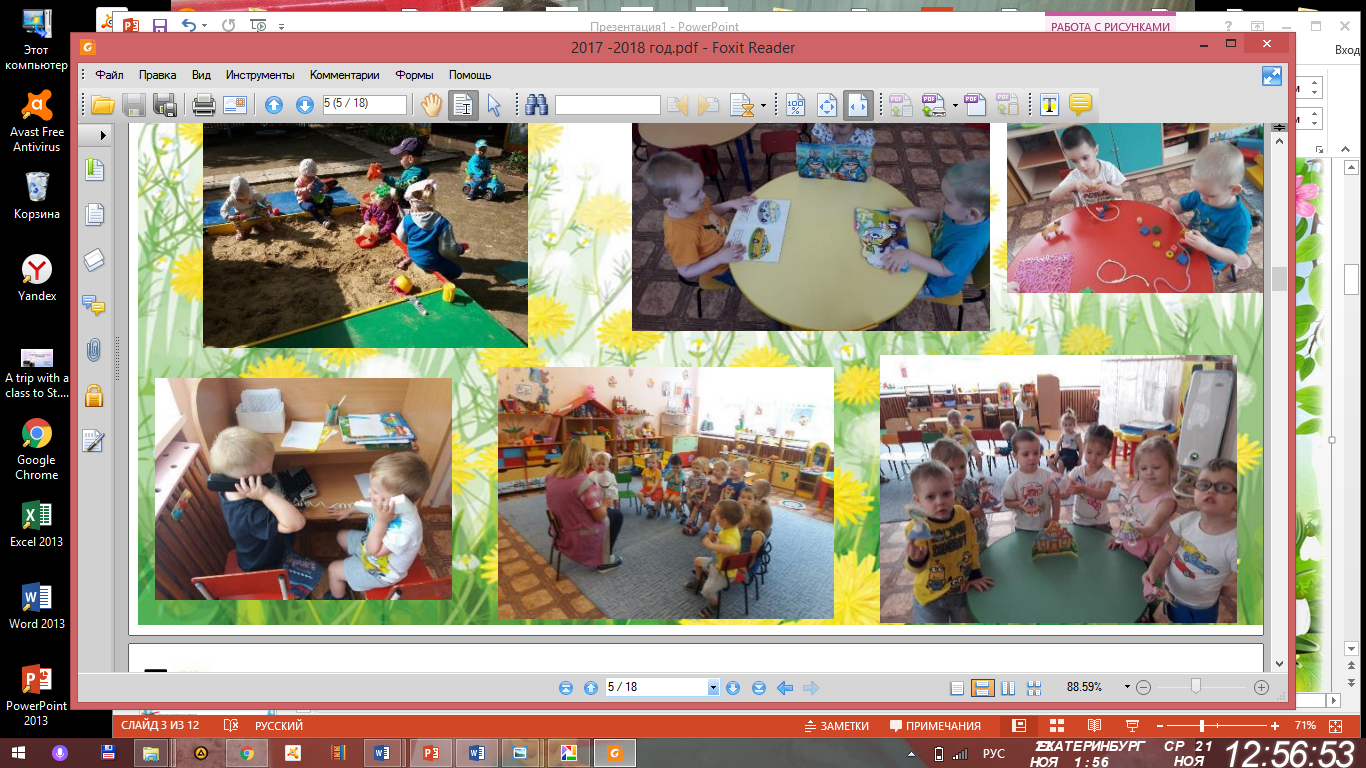 Презентация1 - PowerPoint
РАБОТА С РИСУНКАМИ
?
Вход
2017 -2018 год.pdf - Foxit Reader
Файл Правка Вид Инструменты Комментарии Формы Помощь
5 (5 / 18)
Этот
компьютер
Avast Free
Antivirus
Корзина
Yandex
A trip with a
class to St....
Google
Chrome
Excel 2013
Word 2013
PowerPoint
2013
5 / 18
88.59%
СЛАЙД 3 ИЗ 12
РУССКИЙ
ЗАМЕТКИ
ПРИМЕЧАНИЯ
71%
РУС
ЕКАТЕРИНБУРГ
НОЯ 1:56
СР 21
НОЯ
12:56:53